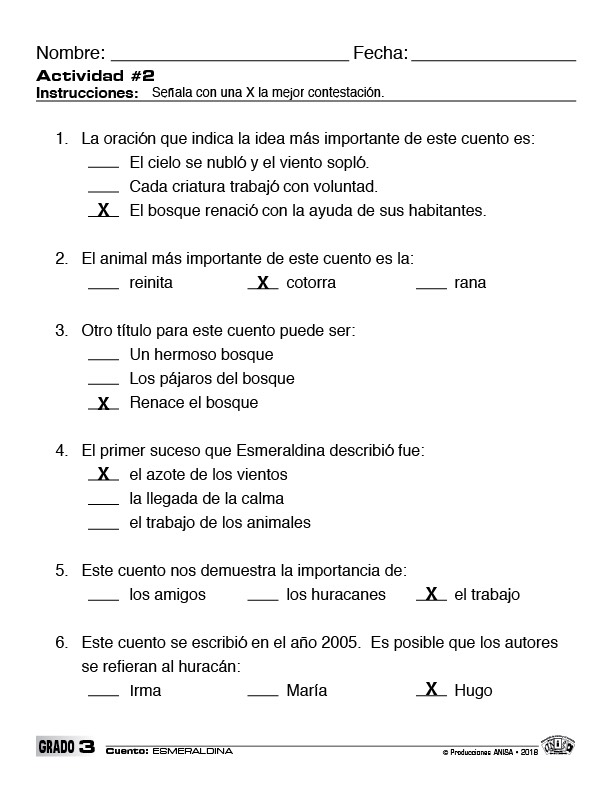 Nombre: ________________ Fecha: ________________
Actividad #2
Instrucciones: Señala con una X la mejor contestación.
1. La oración que indica la idea más importante de este cuento es:
____ El cielo se nubló y el viento sopló.
____ Cada criatura trabajó con voluntad.
__X__ El bosque renació con la ayuda de sus habitantes.
2. El animal más importante de este cuento es la:
____ reinita __X__ cotorra ____ rana
3. Otro título para este cuento puede ser:
____ Un hermoso bosque
____ Los pájaros del bosque
__X__ Renace el bosque
4. El primer suceso que Esmeraldina describió fue:
__X__ el azote de los vientos
____ la llegada de la calma
____ el trabajo de los animales
5. Este cuento nos demuestra la importancia de:
____ los amigos ____ los huracanes __X__ el trabajo
6. Este cuento se escribió en el año 2005. Es posible que los autores
se refieran al huracán:
____ Irma ____ María __X__ Hugo
GRADO 3 Cuento: ESMERALDINA © Producciones ANISA • 2018